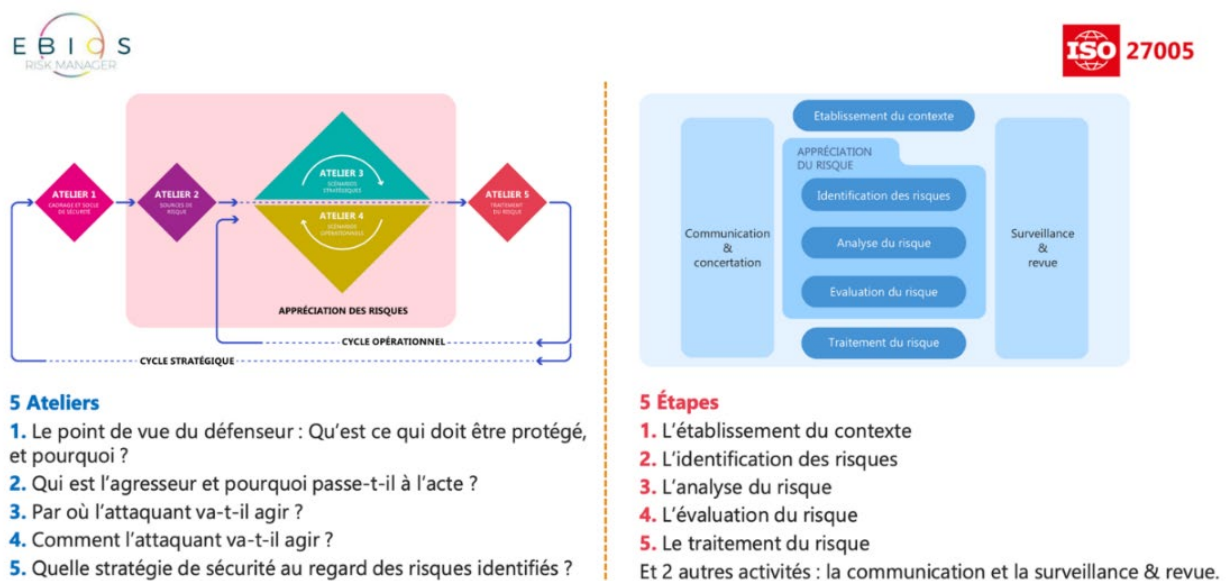 EBIOS
RISK MANAGER
ATELIER 1
CADRAGE ET SOCLE
DE SÉCURITÉ
ATELIER 2
SOURCES DE
RISQUE
ATELIER 3
SCÉNARIOS
STRATÉGIQUES
ATELIER 4
SCÉNARIOS
OPÉRATIONNELS
ATELIER 5
TRAITEMENT
DU RISQUE
APPRÉCIATION DES RISQUES
CYCLE OPÉRATIONNEL
CYCLE STRATÉGIQUE
5 Ateliers
1. Le point de vue du défenseur : Qu'est ce qui doit être protégé,
et pourquoi ?
2. Qui est l'agresseur et pourquoi passe-t-il à l'acte ?
3. Par où l'attaquant va-t-il agir ?
4. Comment l'attaquant va-t-il agir ?
5. Quelle stratégie de sécurité au regard des risques identifiés ?
ISO 27005
Etablissement du contexte
APPRÉCIATION
DU RISQUE
Identification des risques
Analyse du risque
Evaluation du risque
Traitement du risque
Communication
&
concertation
Surveillance
&
revue
5 Étapes
1. L'établissement du contexte
2. L'identification des risques
3. L'analyse du risque
4. L'évaluation du risque
5. Le traitement du risque
Et 2 autres activités : la communication et la surveillance & revue.